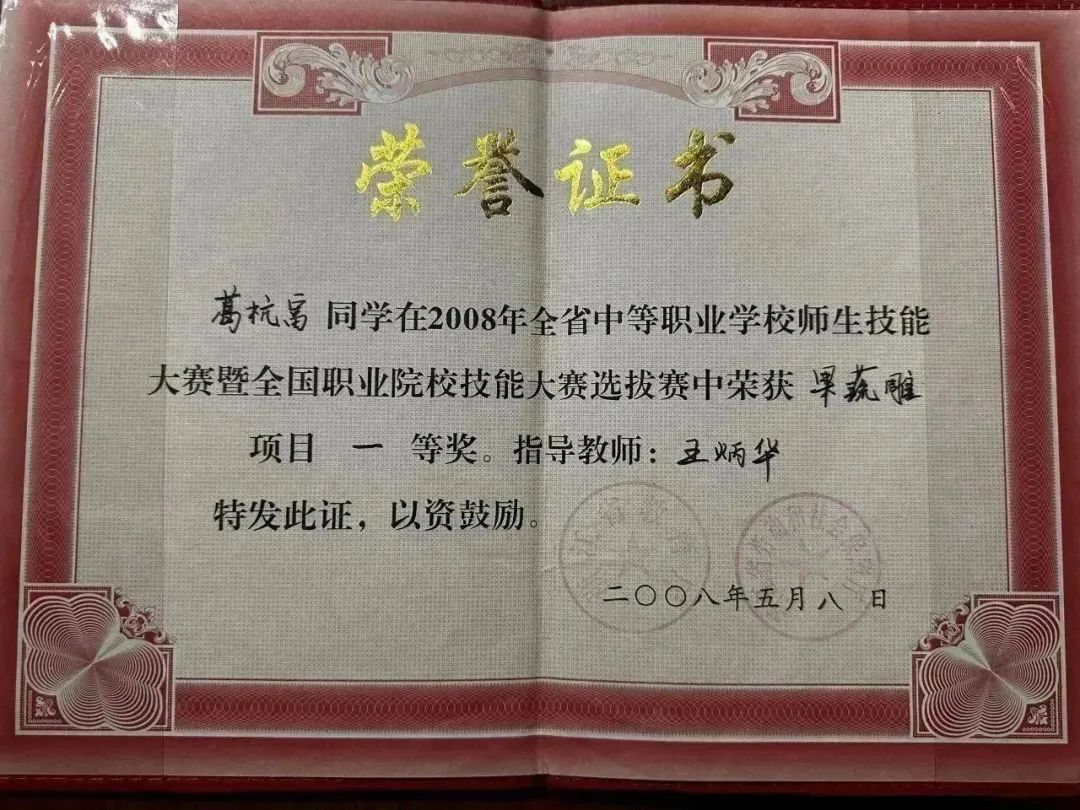 荣誉证书
葛杭富 同学在2008年全省中等职业学校师生技能
大赛暨全国职业院校技能大赛选拔赛中荣获 果蔬雕
项目 一 等奖。指导教师：王炳华
特发此证，以资鼓励。
二〇〇八年五月八日